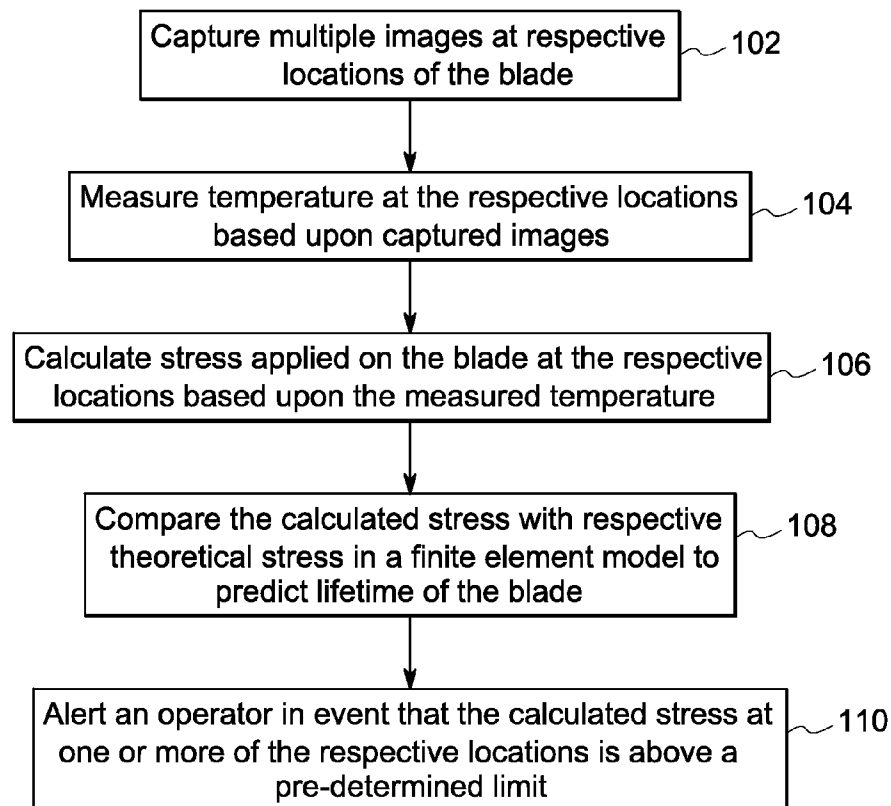 Capture multiple images at respective
locations of the blade
102
Measure temperature at the respective locations
based upon captured images
104
Calculate stress applied on the blade at the respective
locations based upon the measured temperature
106
Compare the calculated stress with respective
theoretical stress in a finite element model to
predict lifetime of the blade
108
Alert an operator in event that the calculated stress at
one or more of the respective locations is above a
pre-determined limit
110